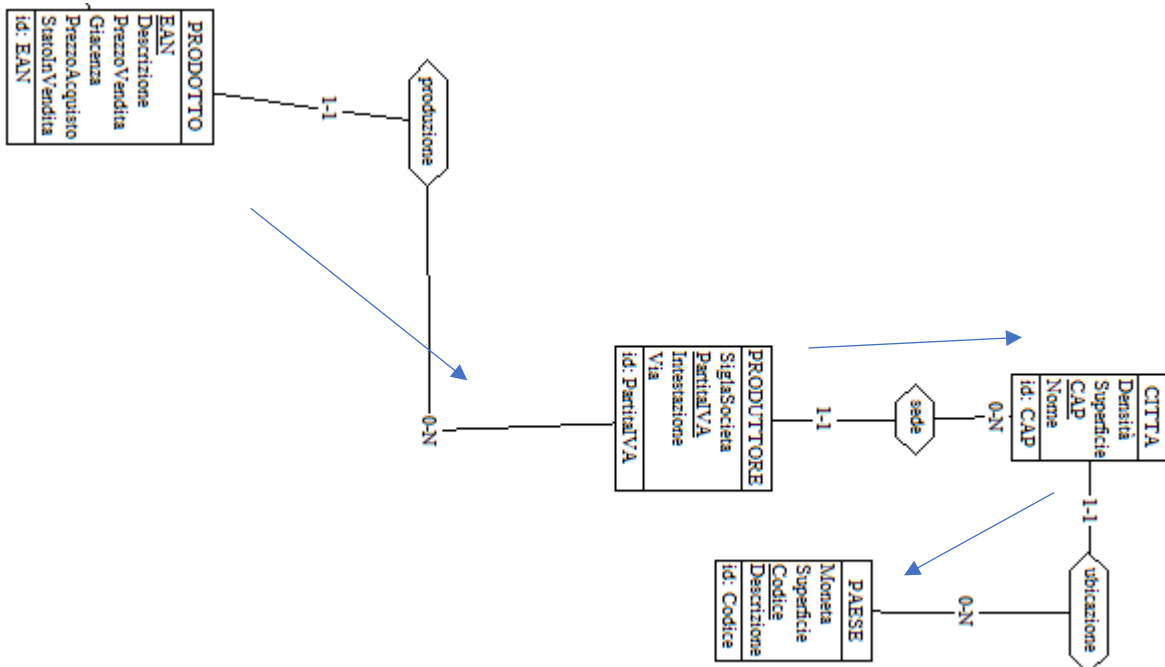 PRODOTTO
EAN
Descrizione
PrezzoVendita
Giacenza
PrezzoAcquisto
StatoInVendita
id: EAN
1-1
produzione
0-N
PRODUTTORE
SiglaSocieta
PartitaIVA
Intestazione
Via
id: PartitaIVA
1-1
sede
0-N
CITTA
Densità
Superficie
CAP
Nome
id: CAP
1-1
ubicazione
0-N
PAESE
Moneta
Superficie
Codice
Descrizione
id: Codice